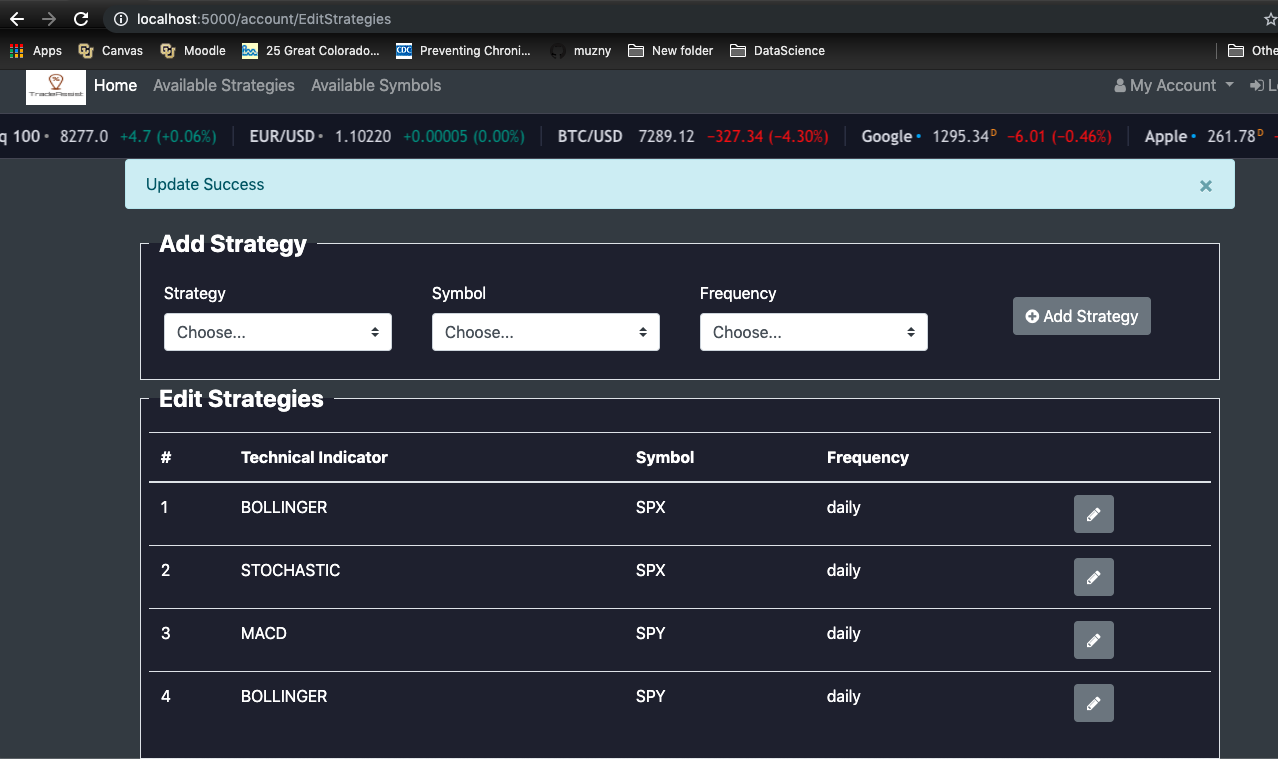 localhost:5000/account/EditStrategies
Apps Canvas Moodle 25 Great Colorado... CDC Preventing Chroni... muzny New folder DataScience Othe
TradeAssist Home Available Strategies Available Symbols My Account L
q 100 8277.0 +4.7 (+0.06%) EUR/USD 1.10220 +0.00005 (0.00%) BTC/USD 7289.12 −327.34 (−4.30%) Google 1295.34D −6.01 (−0.46%) Apple 261.78D -
Update Success ×
Add Strategy
Strategy Symbol Frequency
Choose... Choose... Choose... Add Strategy
Edit Strategies
# Technical Indicator Symbol Frequency
1 BOLLINGER SPX daily
2 STOCHASTIC SPX daily
3 MACD SPY daily
4 BOLLINGER SPY daily